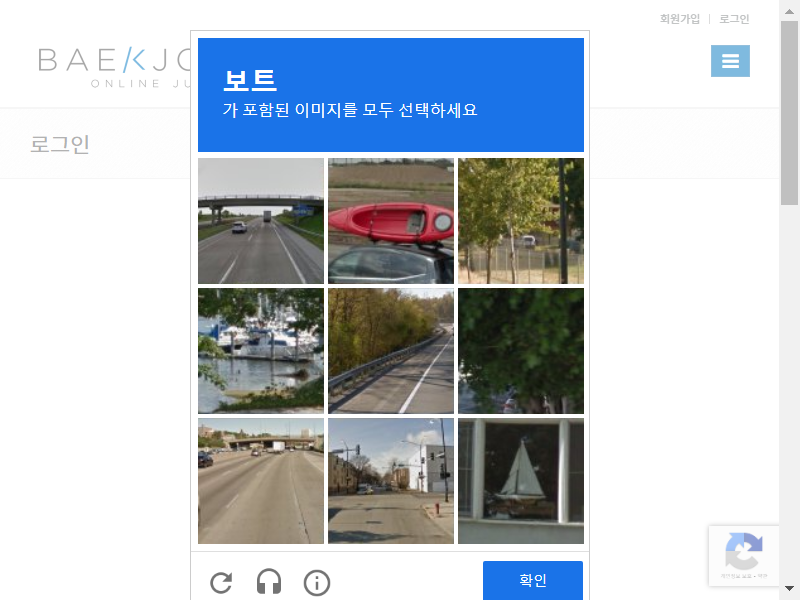 회원가입 | 로그인
BAEKJO
ONLINE JU
로그인
보트
가 포함된 이미지를 모두 선택하세요
확인